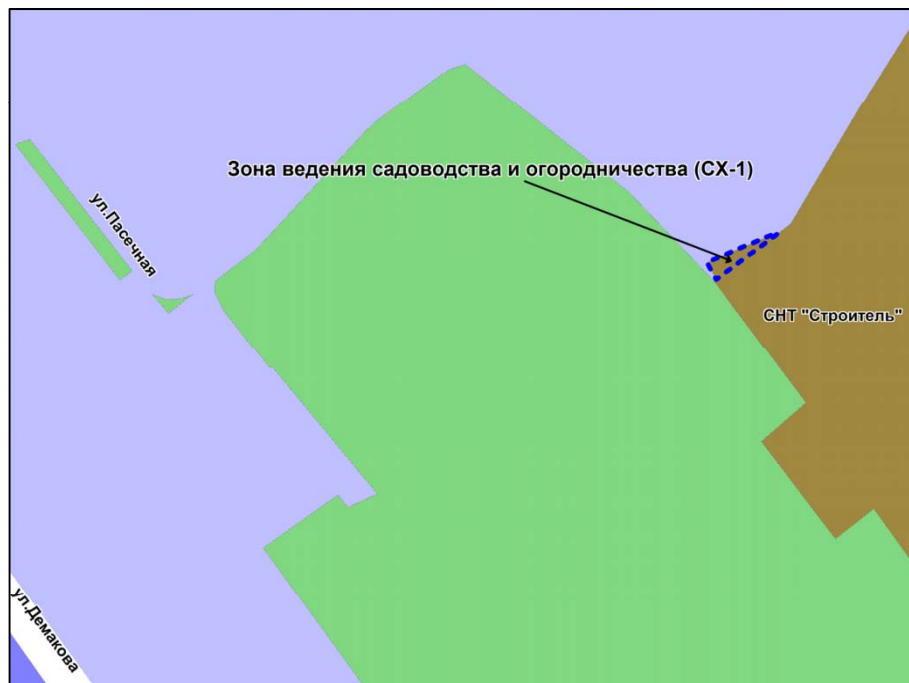 Зона ведения садоводства и огородничества (СХ-1)
ул.Пасечная
СНТ "Строитель"
ул.Демакова